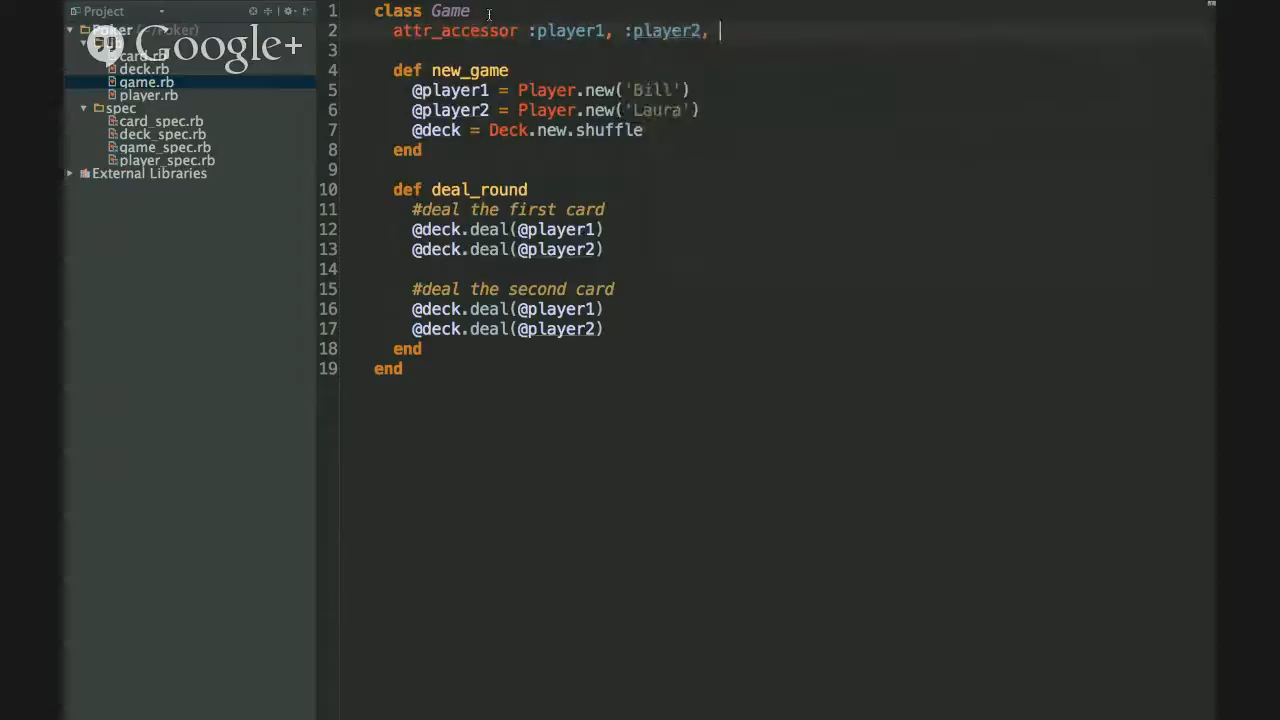 Project
Poker (~/Poker)
Google+
card.rb
deck.rb
game.rb
player.rb
spec
card_spec.rb
deck_spec.rb
game_spec.rb
player_spec.rb
External Libraries
1 class Game
2 attr_accessor :player1, :player2,
3
4 def new_game
5 @player1 = Player.new('Bill')
6 @player2 = Player.new('Laura')
7 @deck = Deck.new.shuffle
8 end
9
10 def deal_round
11 #deal the first card
12 @deck.deal(@player1)
13 @deck.deal(@player2)
14
15 #deal the second card
16 @deck.deal(@player1)
17 @deck.deal(@player2)
18 end
19 end